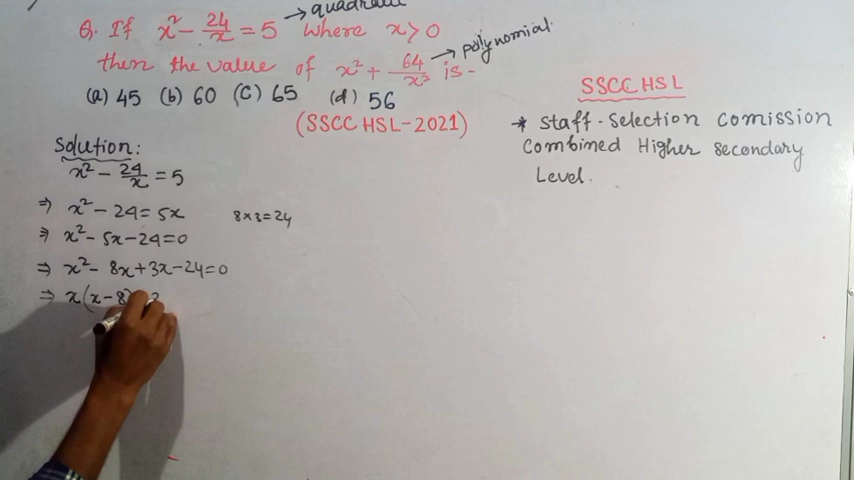 →quadratic
Q. If x² - 24/x = 5 where x > 0
→ polynomial.
then the value of x² + 64/x² is -
(a) 45 (b) 60 (c) 65 (d) 56
(SSCC HSL-2021)
SSCC HSL
* Staff-Selection Comission
Combined Higher secondary
Level.
Solution:
x² - 24/x = 5
⇒ x² - 24 = 5x 8×3=24
⇒ x² - 5x - 24 = 0
⇒ x² - 8x + 3x - 24 = 0
⇒ x(x-8)